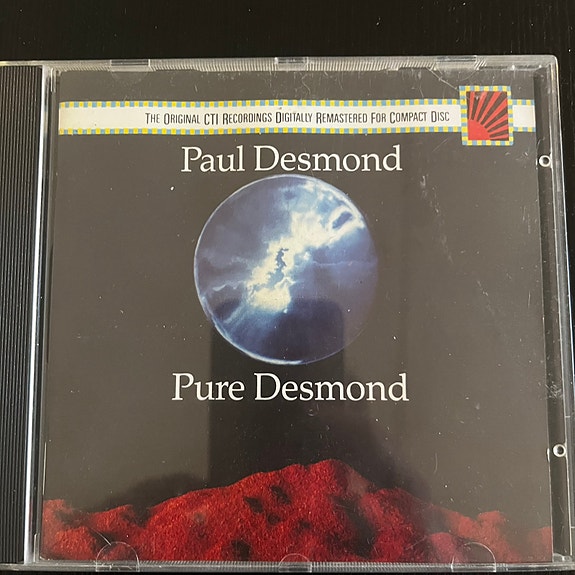 The Original CTI Recordings Digitally Remastered For Compact Disc
Paul Desmond
Pure Desmond